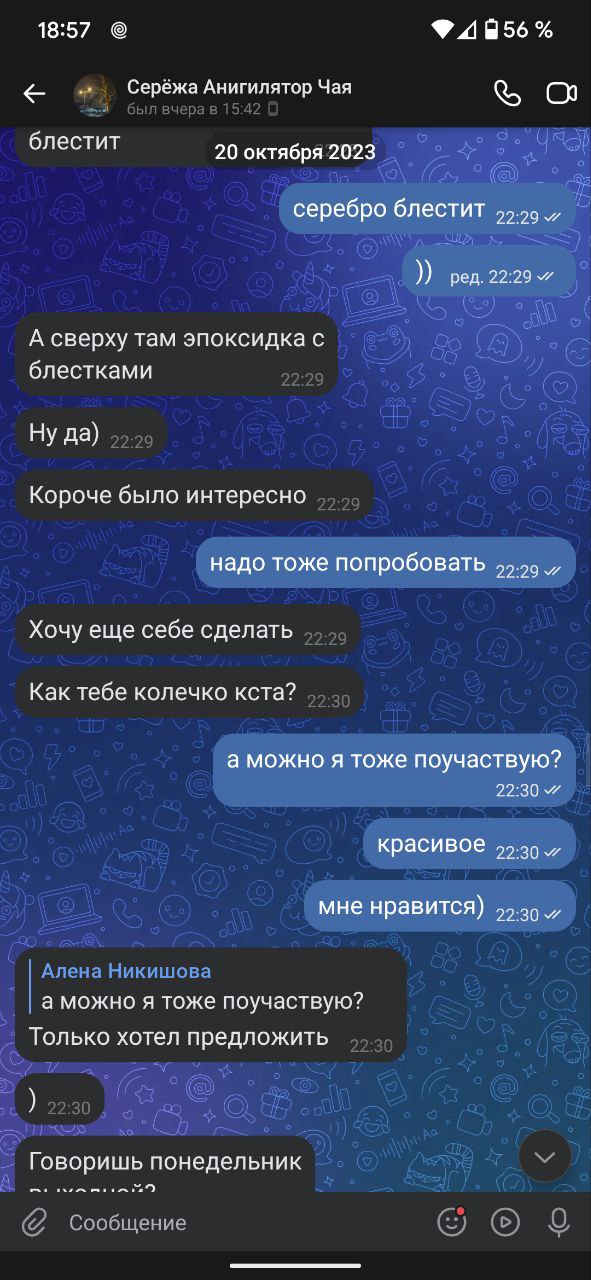 18:57
56 %
Серёжа Анигилятор Чая
был вчера в 15:42
блестит
20 октября 2023
серебро блестит 22:29
)) ред. 22:29
А сверху там эпоксидка с
блестками 22:29
Ну да) 22:29
Короче было интересно 22:29
надо тоже попробовать 22:29
Хочу еще себе сделать 22:29
Как тебе колечко кста? 22:30
а можно я тоже поучаствую?
22:30
красивое 22:30
мне нравится) 22:30
Алена Никишова
а можно я тоже поучаствую?
Только хотел предложить 22:30
) 22:30
Говоришь понедельник
выходной?
Сообщение